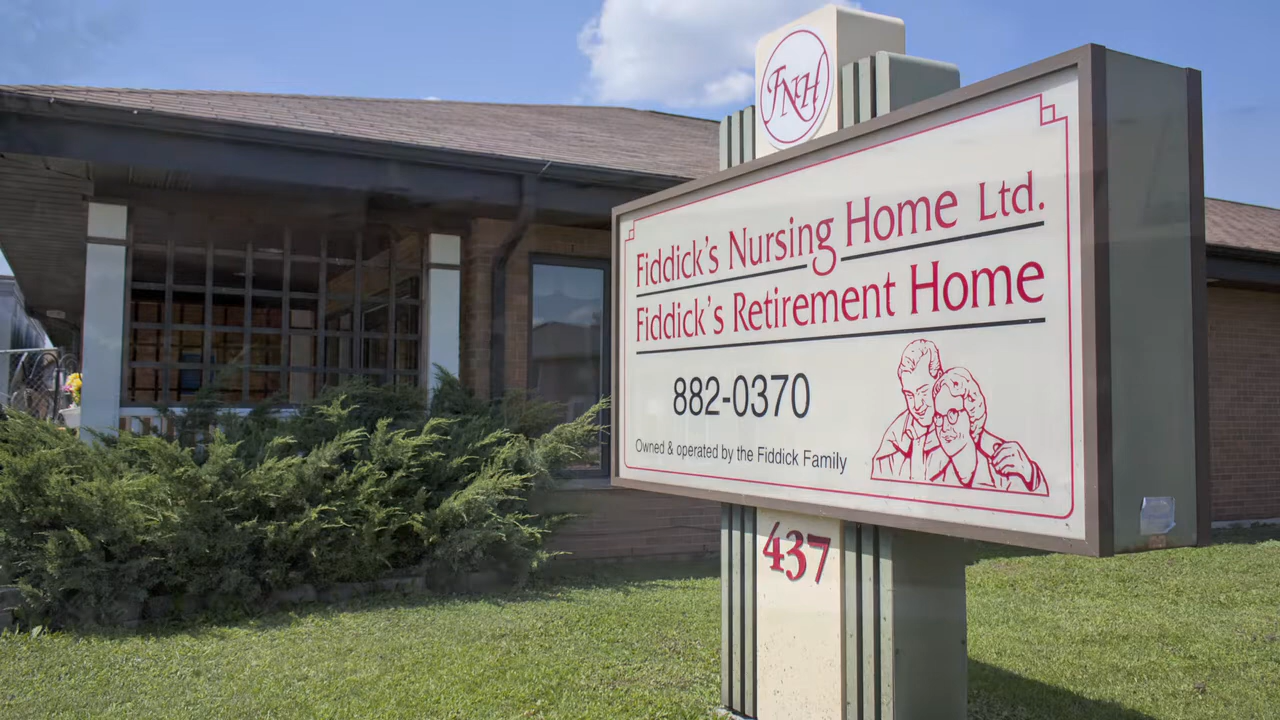 FNH
Fiddick's Nursing Home Ltd.
Fiddick's Retirement Home
882-0370
Owned & operated by the Fiddick Family
437